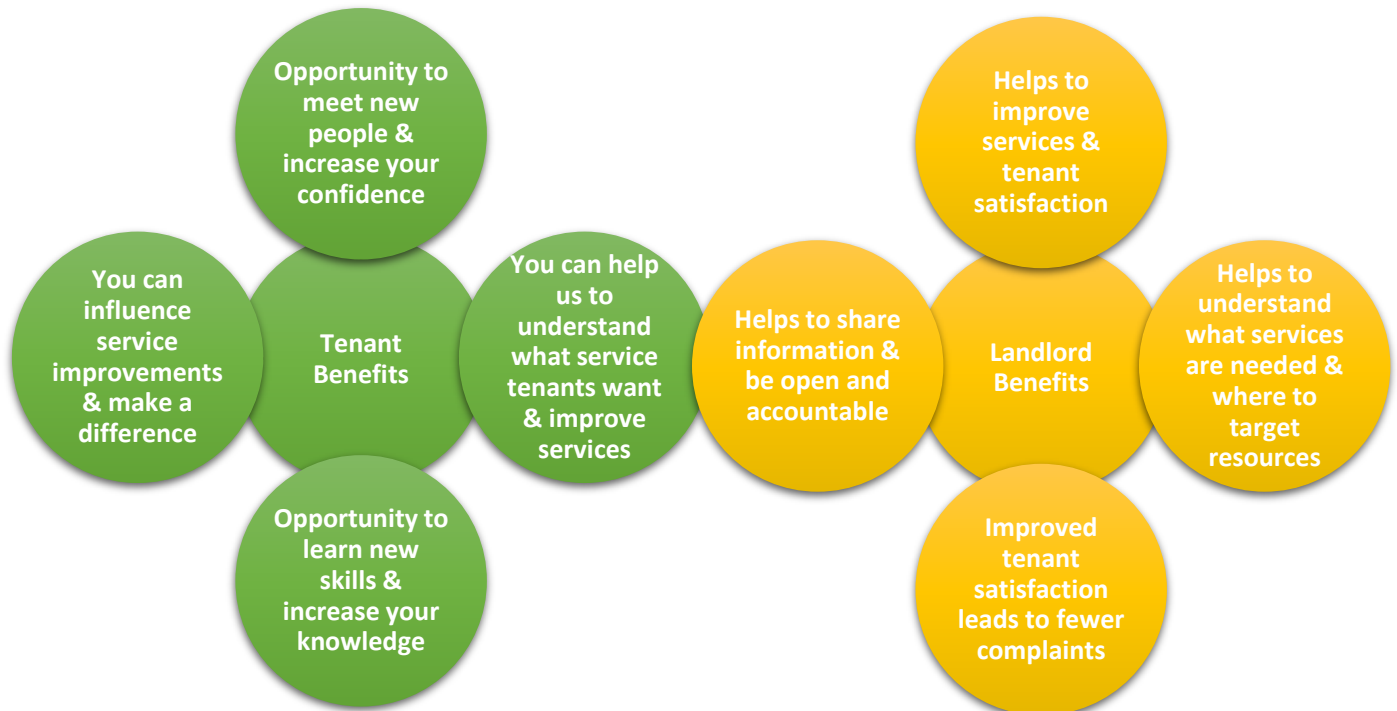 Opportunity to
meet new
people &
increase your
confidence
You can
influence
service
improvements
& make a
difference
Tenant
Benefits
You can help
us to
understand
what service
tenants want
& improve
services
Opportunity to
learn new
skills &
increase your
knowledge
Helps to
improve
services &
tenant
satisfaction
Helps to share
information &
be open and
accountable
Landlord
Benefits
Helps to
understand
what services
are needed &
where to
target
resources
Improved
tenant
satisfaction
leads to fewer
complaints